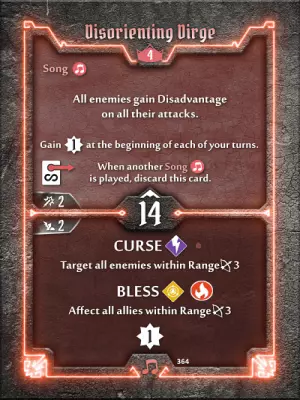 Disorienting Dirge
4
Song
All enemies gain Disadvantage
on all their attacks.
Gain 1 at the beginning of each of your turns.
When another Song
is played, discard this card.
2
14
2
CURSE
Target all enemies within Range 3
BLESS
Affect all allies within Range 3
1
364